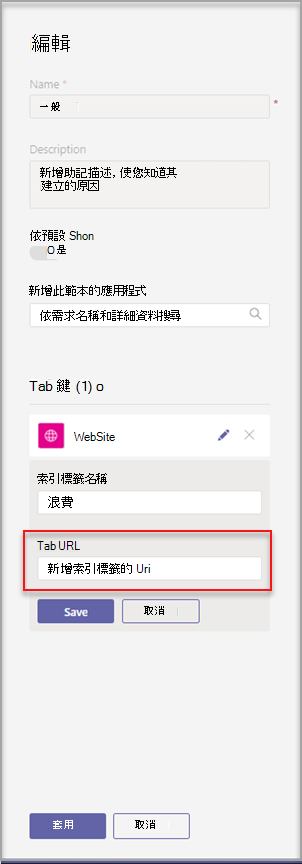 編輯
Name *
一般
*
Description
新增助記描述，使您知道其
建立的原因
依預設 Shon
O 是
新增此範本的應用程式
依需求名稱和詳細資料搜尋
Tab 鍵 (1) o
WebSite
索引標籤名稱
浪費
Tab URL
新增索引標籤的 Uri
Save
取消
套用
取消